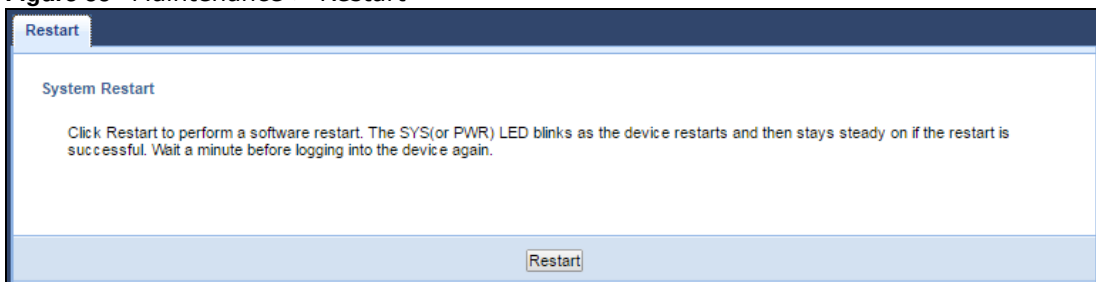 Restart
System Restart
Click Restart to perform a software restart. The SYS(or PWR) LED blinks as the device restarts and then stays steady on if the restart is
successful. Wait a minute before logging into the device again.
Restart